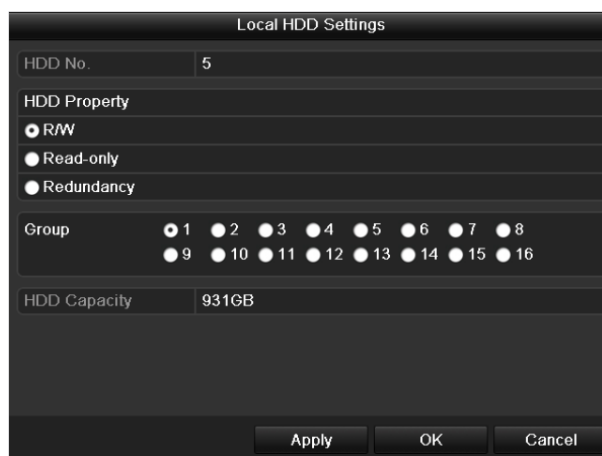 Local HDD Settings
HDD No. 5
HDD Property
R/W
Read-only
Redundancy
Group 1 2 3 4 5 6 7 8
9 10 11 12 13 14 15 16
HDD Capacity 931GB
Apply OK Cancel